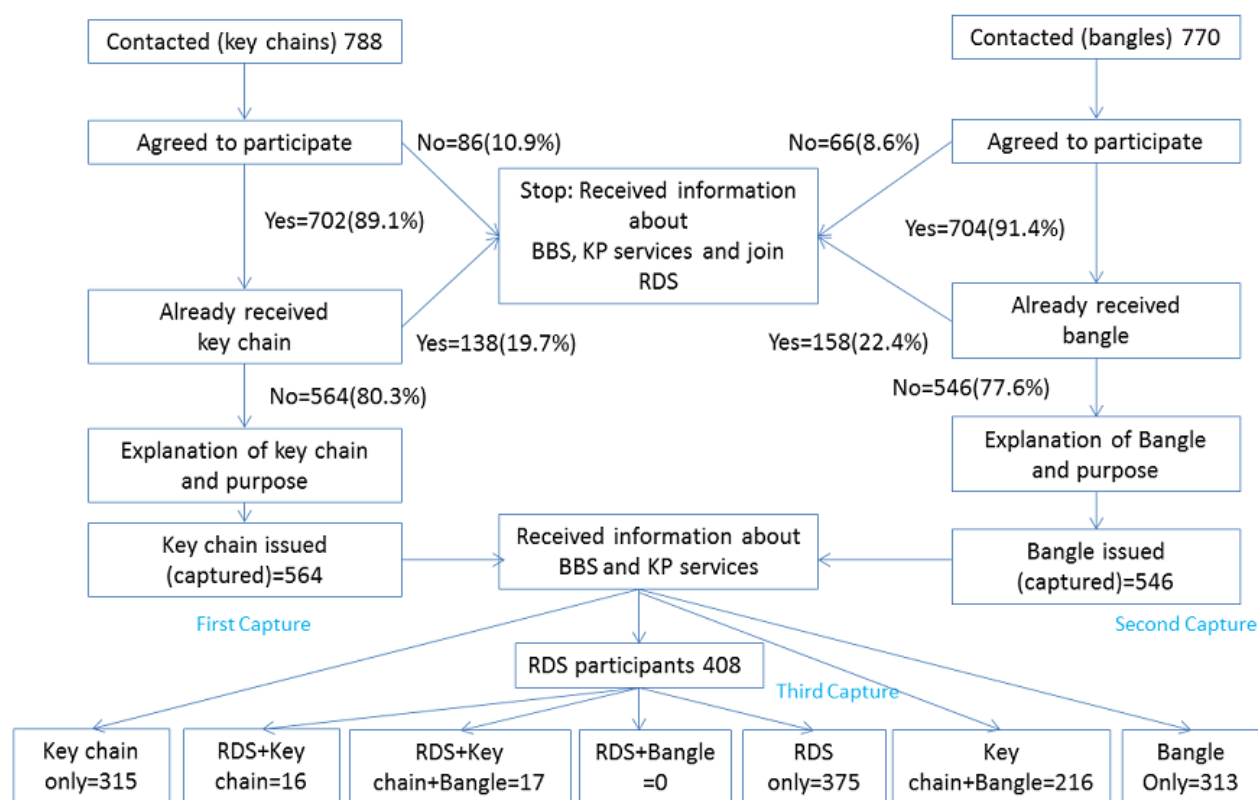 Contacted (key chains) 788
Contacted (bangles) 770
Agreed to participate
No=86(10.9%)
No=66(8.6%)
Agreed to participate
Stop: Received information
about
BBS, KP services and join
RDS
Yes=702(89.1%)
Yes=704(91.4%)
Already received
key chain
Already received
bangle
Yes=138(19.7%)
Yes=158(22.4%)
No=564(80.3%)
No=546(77.6%)
Explanation of key chain
and purpose
Explanation of Bangle
and purpose
Key chain issued
(captured)=564
Received information about
BBS and KP services
Bangle issued
(captured)=546
First Capture
Second Capture
RDS participants 408
Third Capture
Key chain
only=315
RDS+Key
chain=16
RDS+Key
chain+Bangle=17
RDS+Bangle
=0
RDS
only=375
Key
chain+Bangle=216
Bangle
Only=313